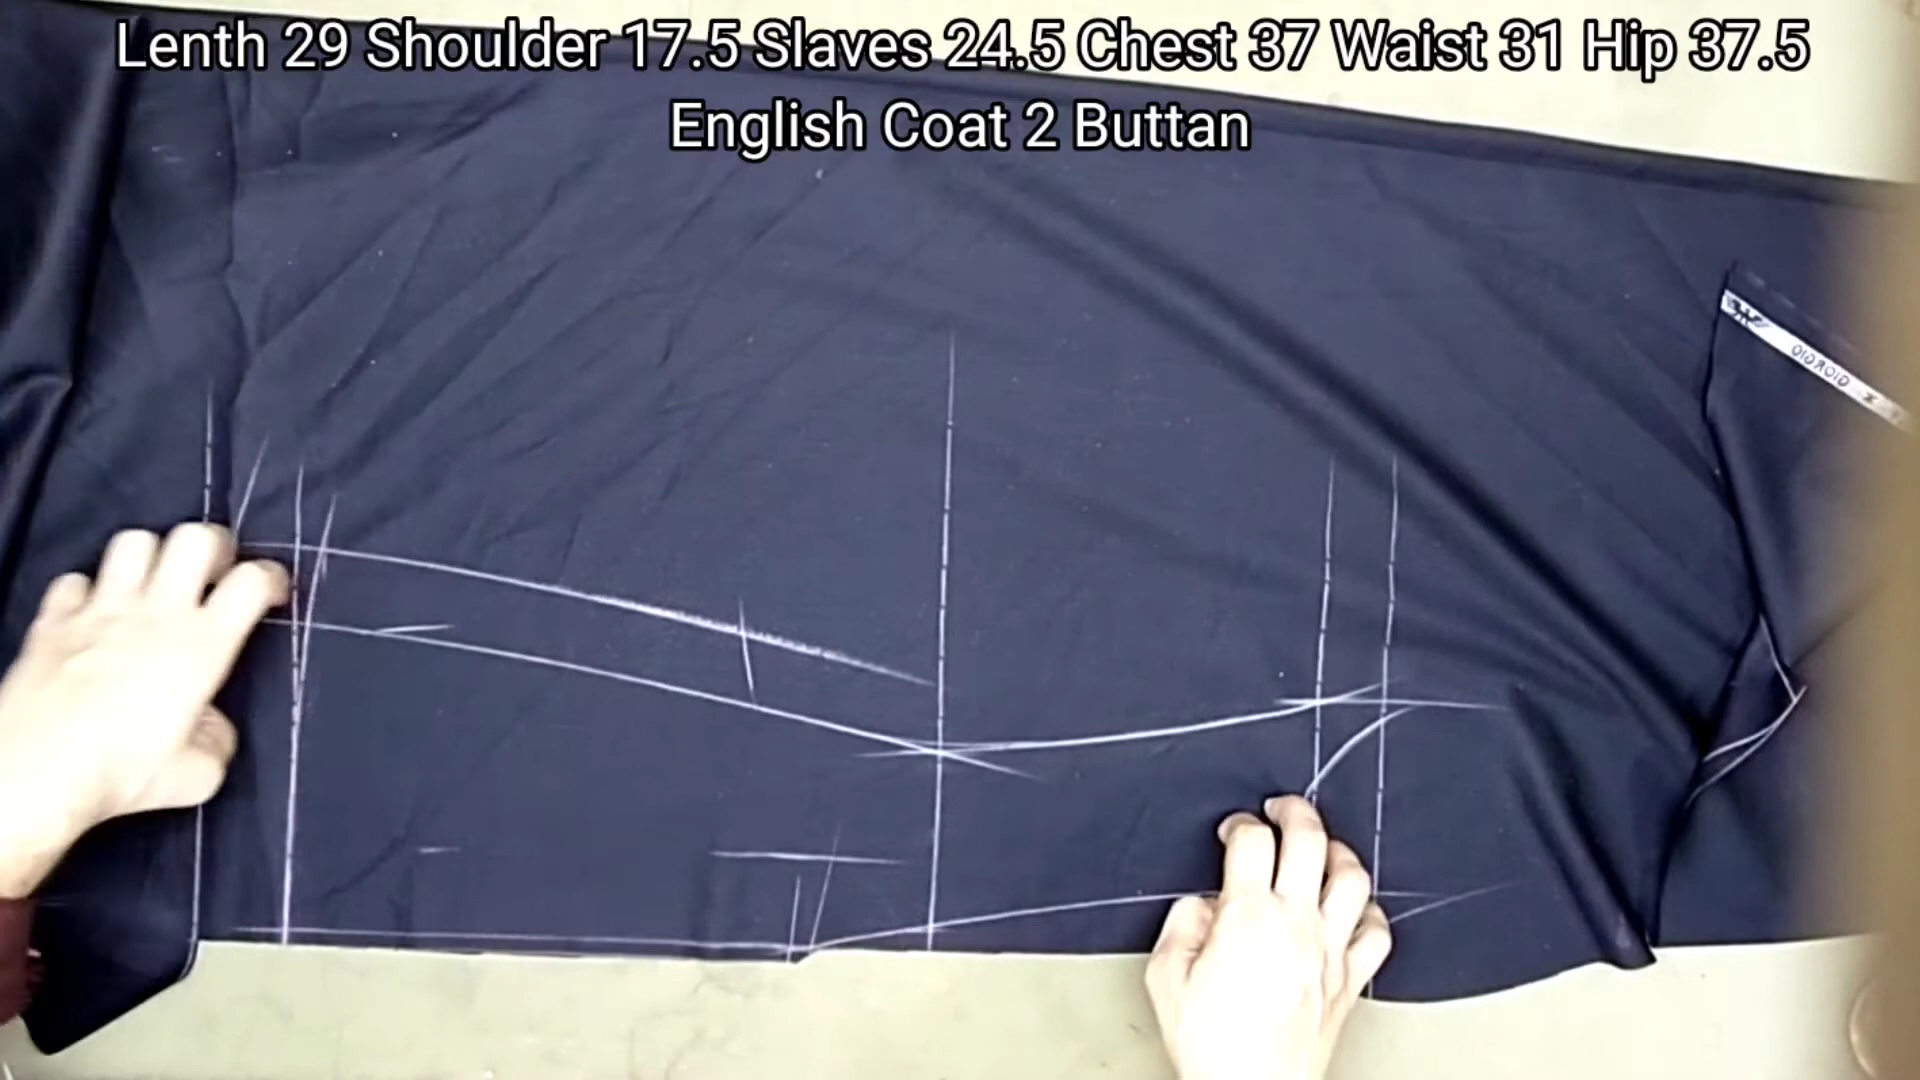 Lenth 29 Shoulder 17.5 Slaves 24.5 Chest 37 Waist 31 Hip 37.5
English Coat 2 Buttan